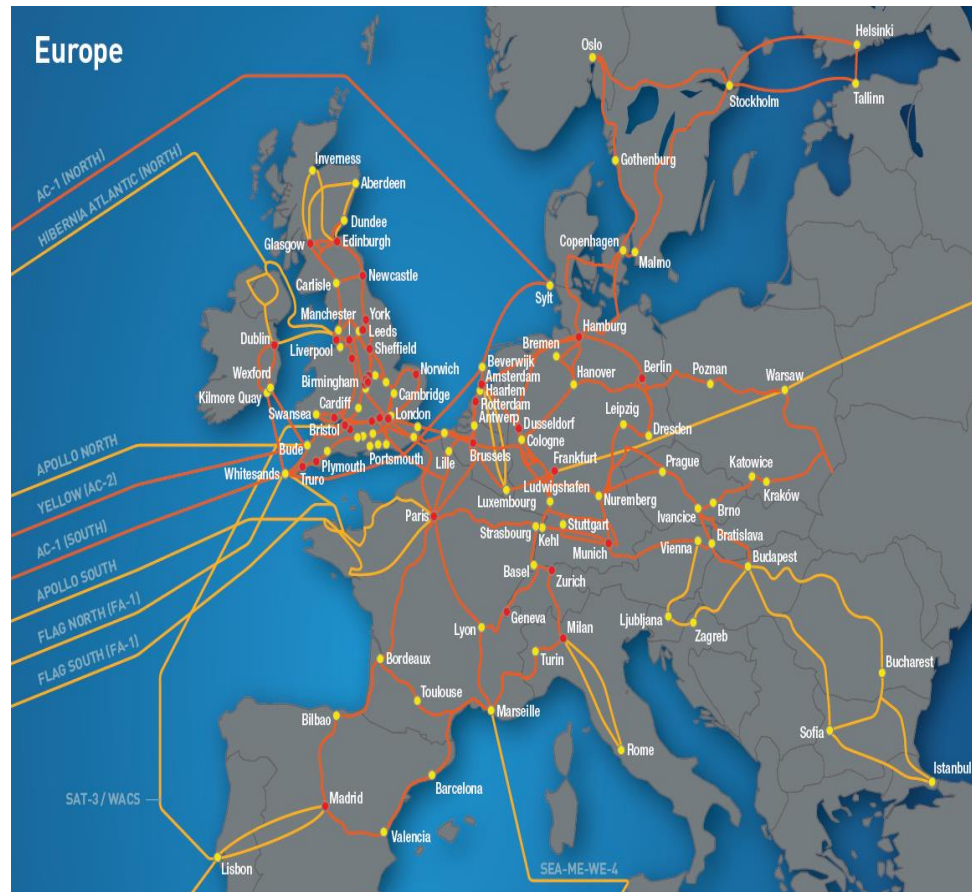 Europe
Oslo
Helsinki
Stockholm
Tallinn
Gothenburg
AC-1 (NORTH)
HIBERNIA ATLANTIC (NORTH)
Inverness
Aberdeen
Dundee
Glasgow
Edinburgh
Copenhagen
Malmo
Carlisle
Newcastle
Sylt
Manchester
York
Leeds
Dublin
Liverpool
Sheffield
Hamburg
Bremen
Wexford
Kilmore Quay
Birmingham
Norwich
Cambridge
Beverwijk
Amsterdam
Haarlem
Rotterdam
Antwerp
Hanover
Berlin
Poznan
Warsaw
Swansea
Cardiff
Bristol
London
Leipzig
Dresden
Dusseldorf
Cologne
APOLLO NORTH
Bude
Plymouth
Portsmouth
Lille
Brussels
Frankfurt
Prague
Katowice
Kraków
YELLOW (AC-2)
Whitesands
Truro
Luxembourg
Ludwigshafen
Nuremberg
Ivancice
Brno
AC-1 (SOUTH)
Paris
Strasbourg
Kehl
Stuttgart
Munich
Vienna
Bratislava
Budapest
APOLLO SOUTH
Basel
Zurich
FLAG NORTH (FA-1)
Lyon
Geneva
Milan
Ljubljana
Zagreb
FLAG SOUTH (FA-1)
Bordeaux
Turin
Bucharest
Toulouse
Bilbao
Marseille
Rome
Sofia
Istanbul
Barcelona
SAT-3 / WACS
Madrid
Valencia
Lisbon
SEA-ME-WE-4